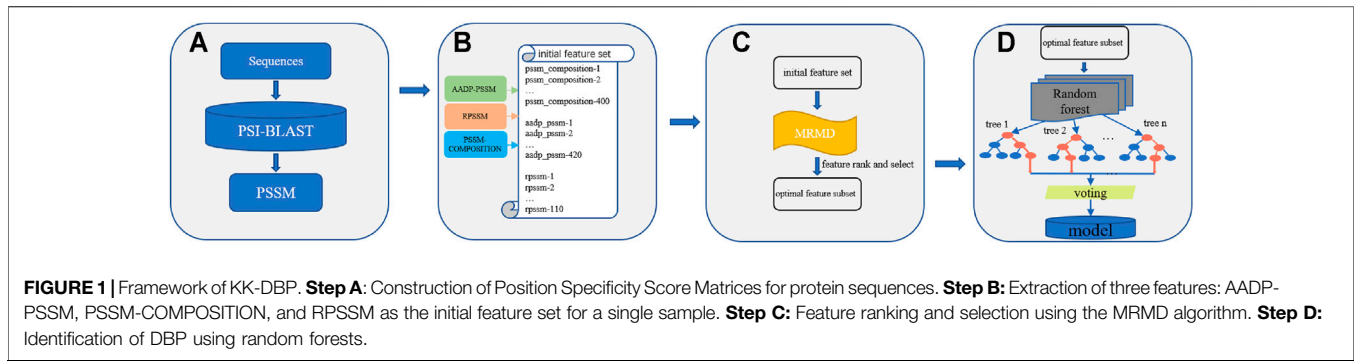 A
Sequences
PSI-BLAST
PSSM
B
AADP-PSSM
RPSSM
PSSM-
COMPOSITION
initial feature set
pssm_composition-1
pssm_composition-2
...
pssm_composition-400
aadp_pssm-1
aadp_pssm-2
...
aadp_pssm-420
rpssm-1
rpssm-2
...
rpssm-110
C
initial feature set
MRMD
feature rank and select
optimal feature subset
D
optimal feature subset
Random
forest
tree 1
tree 2
...
tree n
...
voting
model
FIGURE 1 | Framework of KK-DBP. Step A: Construction of Position Specificity Score Matrices for protein sequences. Step B: Extraction of three features: AADP-
PSSM, PSSM-COMPOSITION, and RPSSM as the initial feature set for a single sample. Step C: Feature ranking and selection using the MRMD algorithm. Step D:
Identification of DBP using random forests.